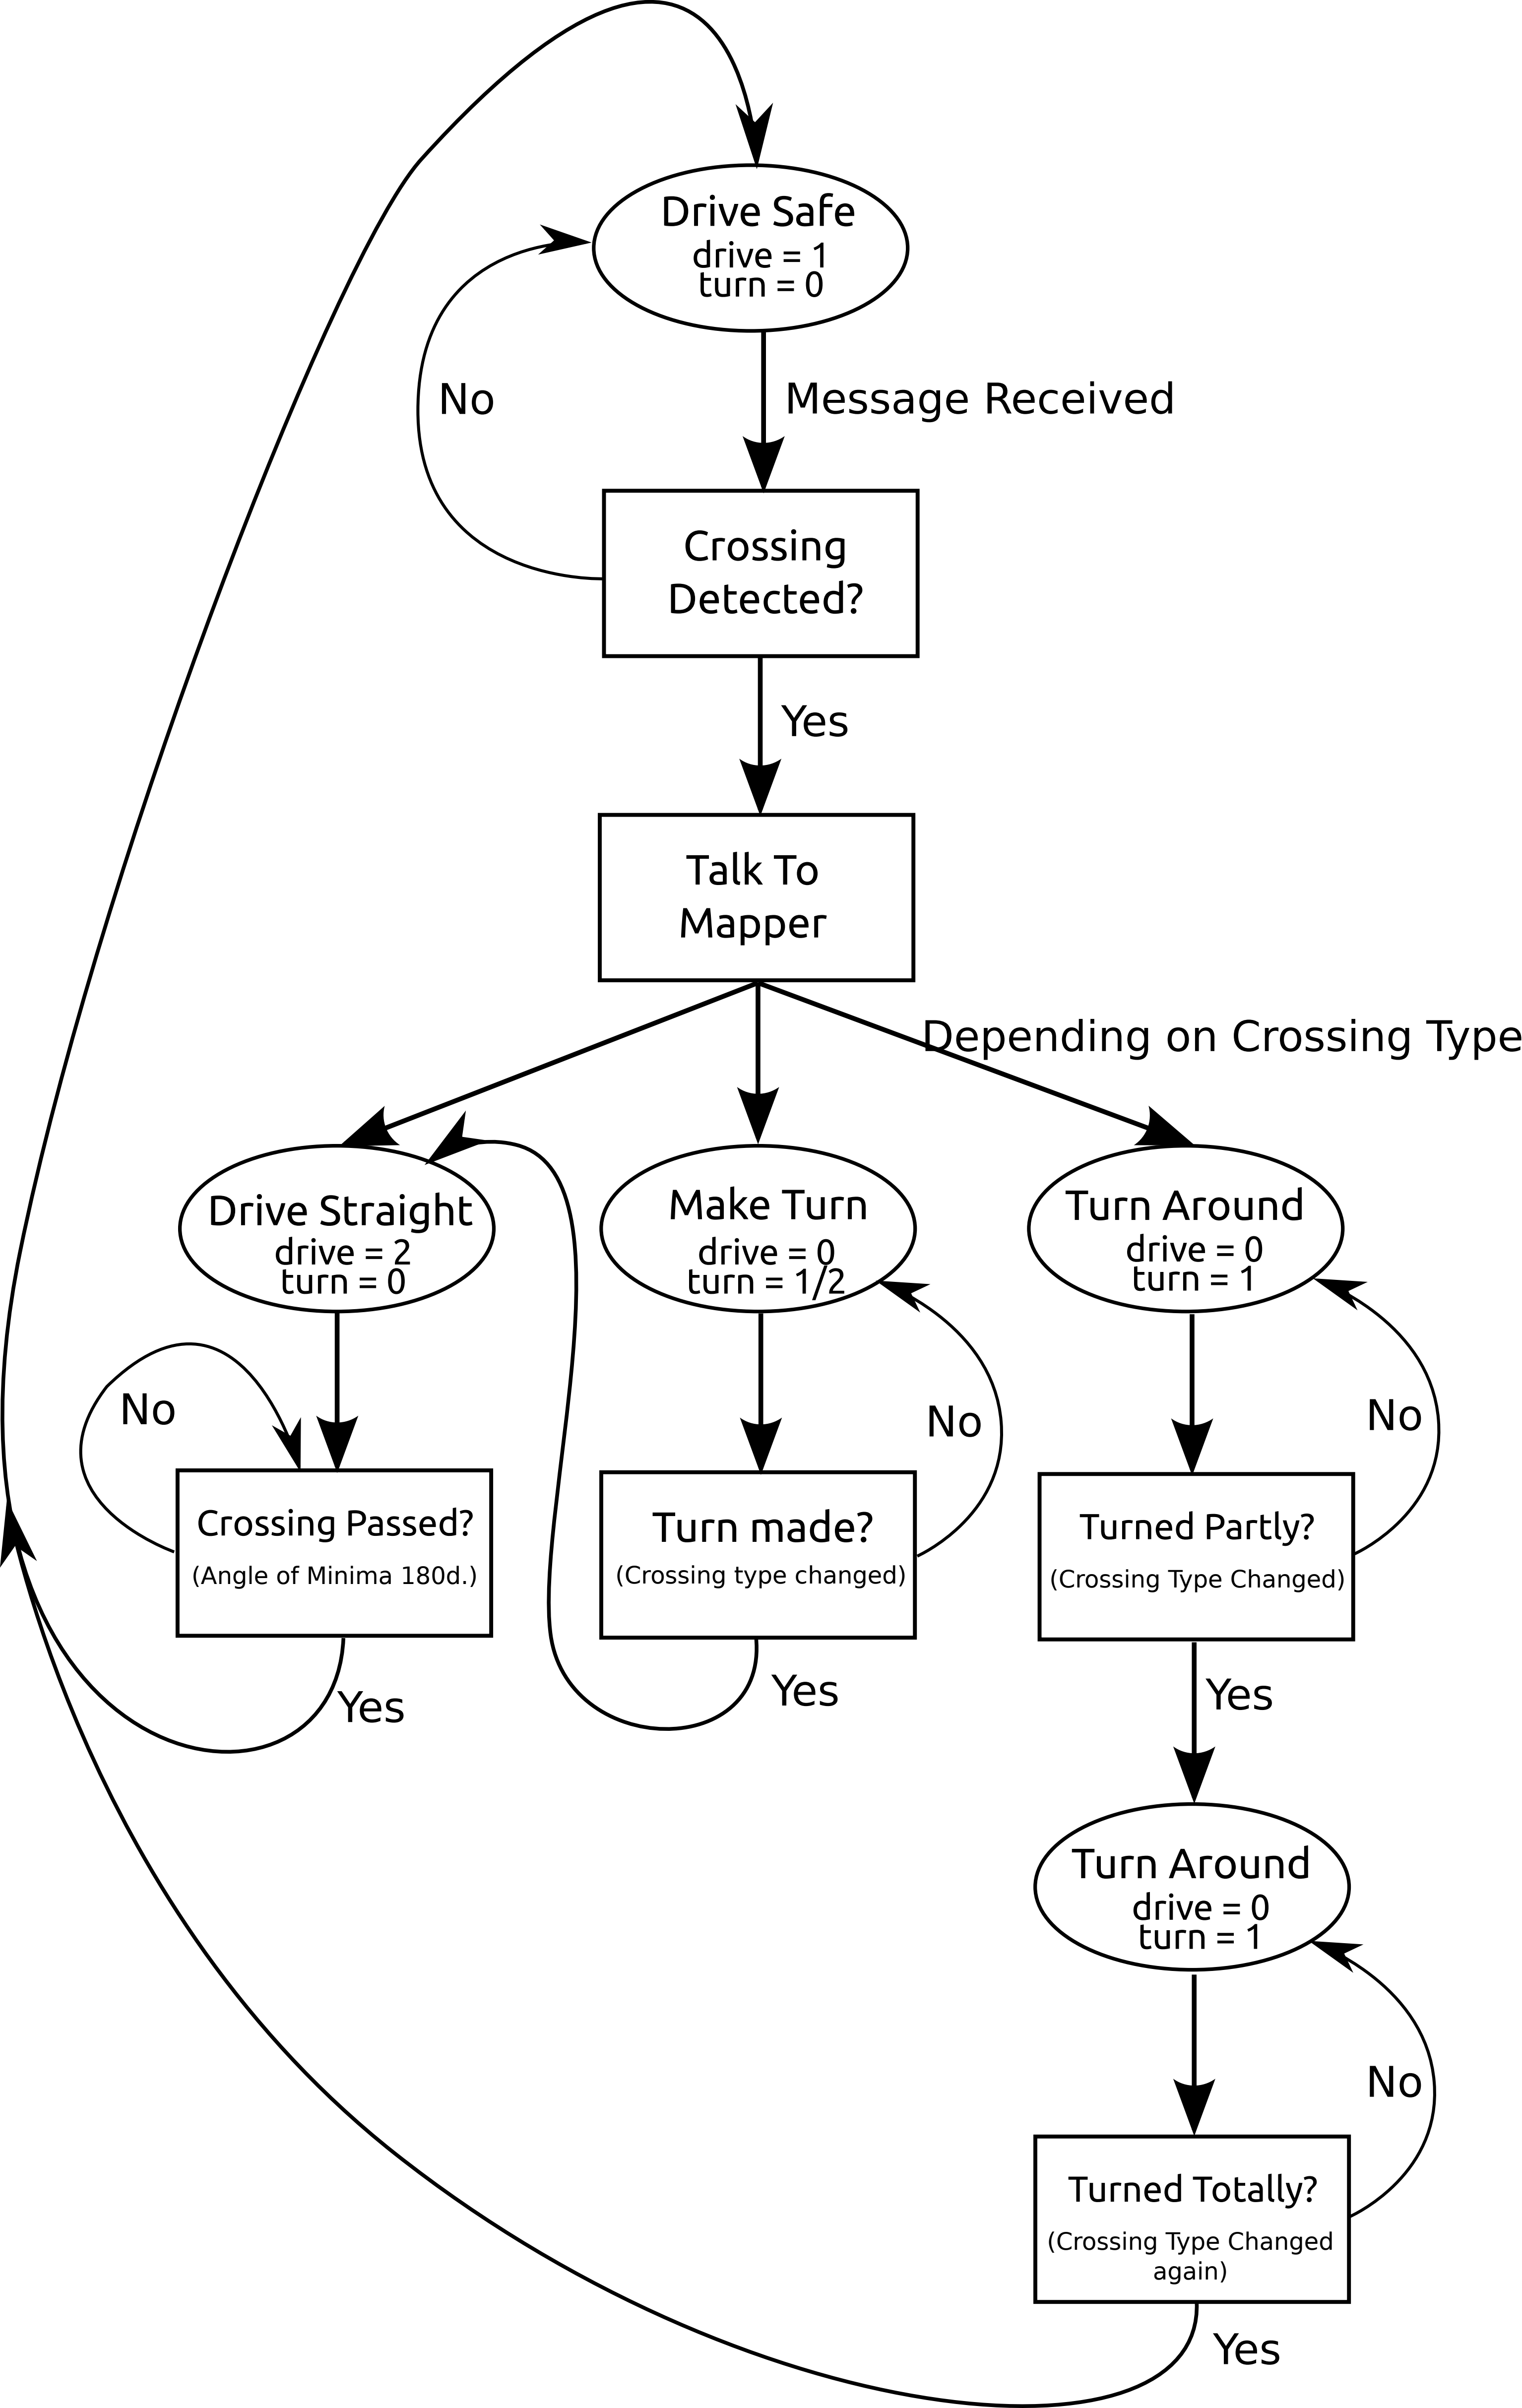 Drive Safe
drive = 1
turn = 0
No
Message Received
Crossing
Detected?
Yes
Talk To
Mapper
Depending on Crossing Type
Drive Straight
drive = 2
turn = 0
Make Turn
drive = 0
turn = 1/2
Turn Around
drive = 0
turn = 1
No
No
No
Crossing Passed?
(Angle of Minima 180d.)
Turn made?
(Crossing type changed)
Turned Partly?
(Crossing Type Changed)
Yes
Yes
Yes
Turn Around
drive = 0
turn = 1
No
Turned Totally?
(Crossing Type Changed
again)
Yes